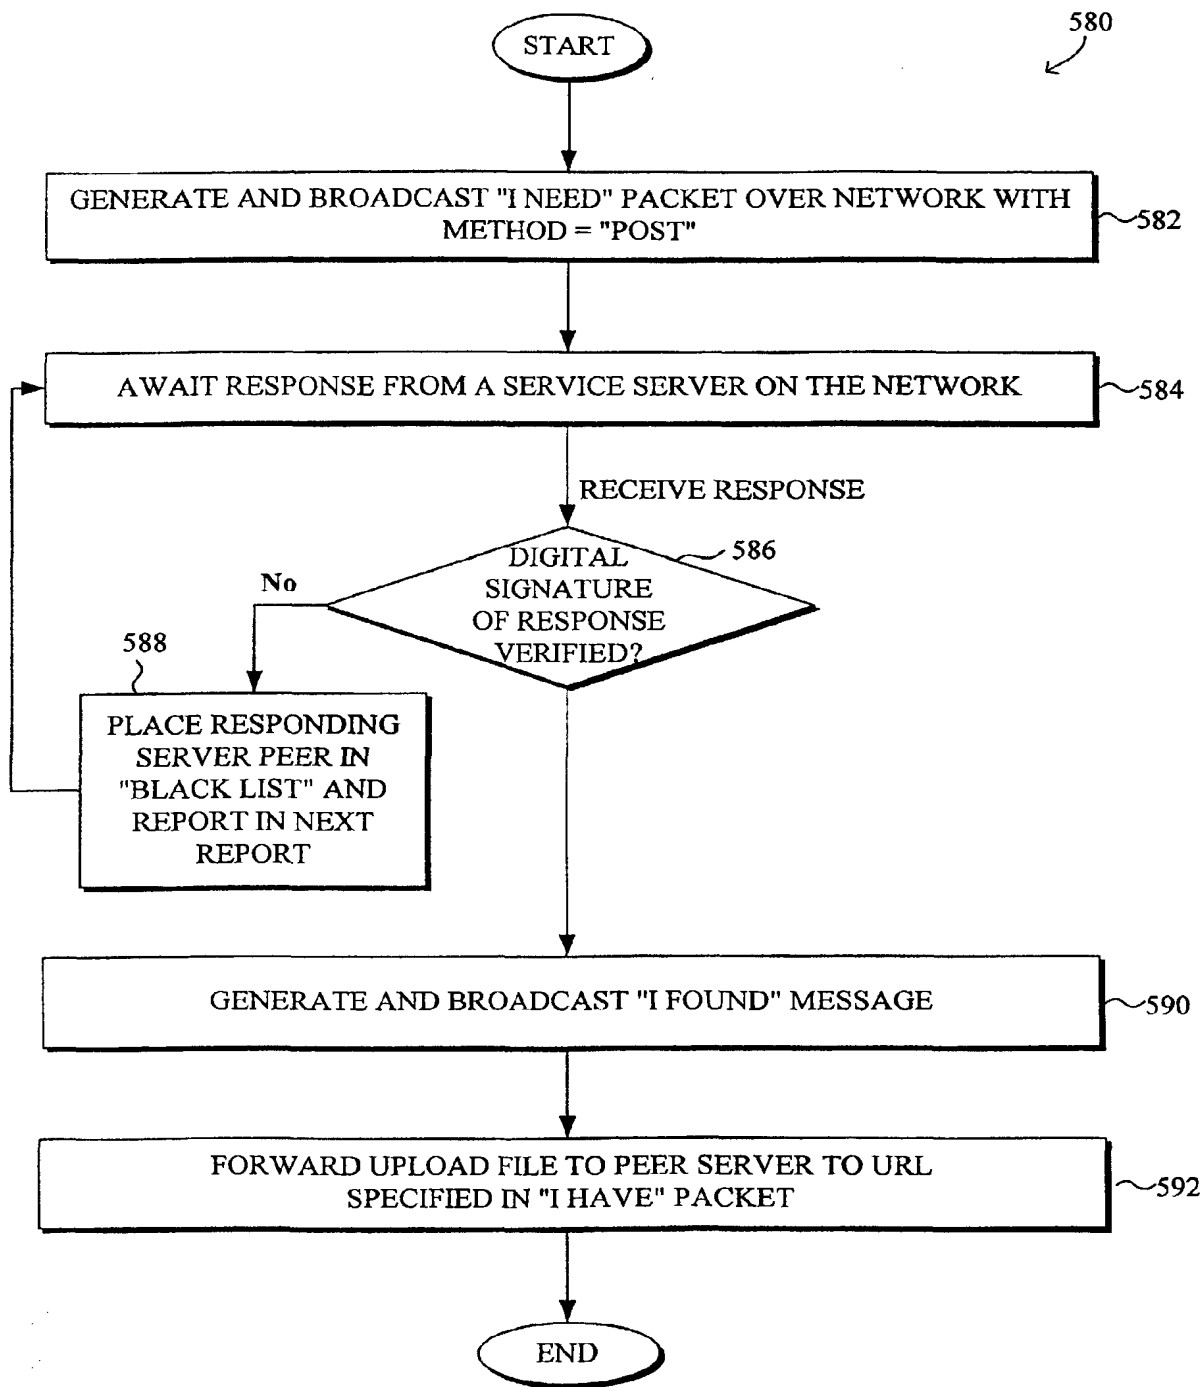 START
580
GENERATE AND BROADCAST "I NEED" PACKET OVER NETWORK WITH
METHOD = "POST"
582
AWAIT RESPONSE FROM A SERVICE SERVER ON THE NETWORK
584
RECEIVE RESPONSE
586
DIGITAL
SIGNATURE
OF RESPONSE
VERIFIED?
No
588
PLACE RESPONDING
SERVER PEER IN
"BLACK LIST" AND
REPORT IN NEXT
REPORT
GENERATE AND BROADCAST "I FOUND" MESSAGE
590
FORWARD UPLOAD FILE TO PEER SERVER TO URL
SPECIFIED IN "I HAVE" PACKET
592
END